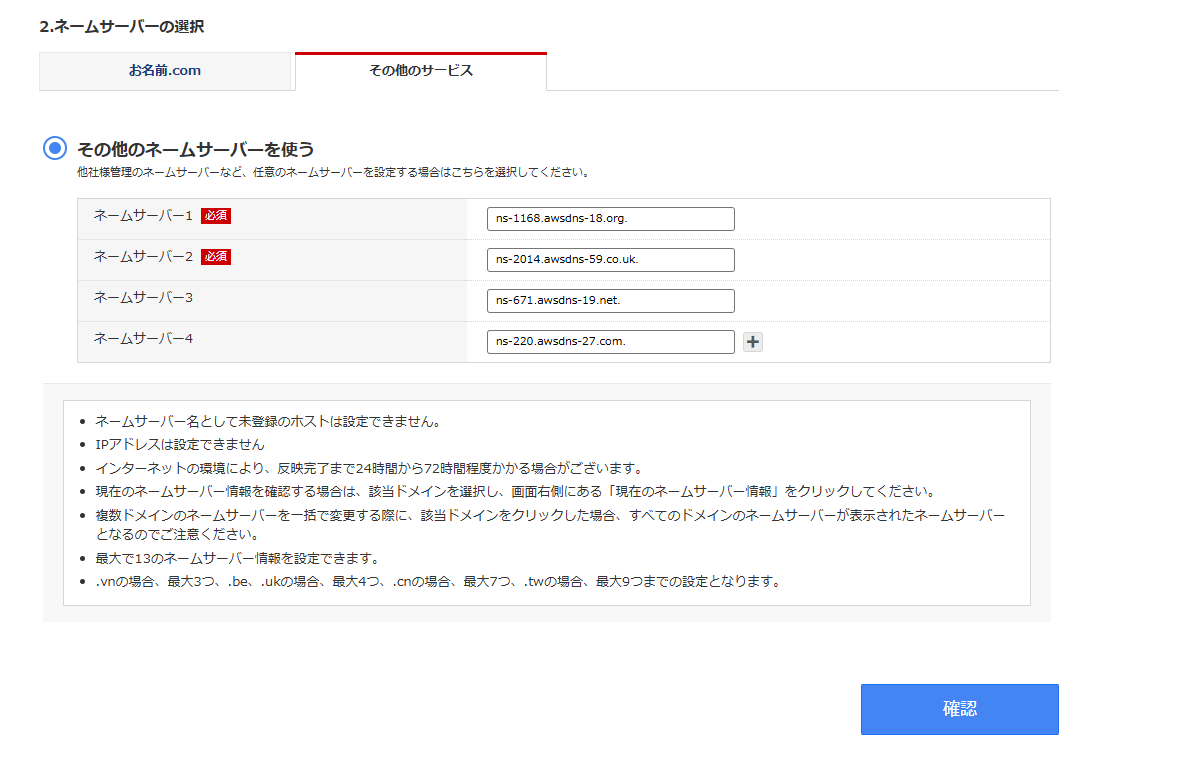 2.ネームサーバーの選択
お名前.com
その他のサービス
その他のネームサーバーを使う
他社様管理のネームサーバーなど、任意のネームサーバーを設定する場合はこちらを選択してください。
ネームサーバー1 必須 ns-1168.awsdns-18.org.
ネームサーバー2 必須 ns-2014.awsdns-59.co.uk.
ネームサーバー3 ns-671.awsdns-19.net.
ネームサーバー4 ns-220.awsdns-27.com.
ネームサーバー名として未登録のホストは設定できません。
IPアドレスは設定できません
インターネットの環境により、反映完了まで24時間から72時間程度かかる場合がございます。
現在のネームサーバー情報を確認する場合は、該当ドメインを選択し、画面右側にある「現在のネームサーバー情報」をクリックしてください。
複数ドメインのネームサーバーを一括で変更する際に、該当ドメインをクリックした場合、すべてのドメインのネームサーバーが表示されたネームサーバー
となるのでご注意ください。
最大で13のネームサーバー情報を設定できます。
.vnの場合、最大3つ、.be、.ukの場合、最大4つ、.cnの場合、最大7つ、.twの場合、最大9つまでの設定となります。
確認